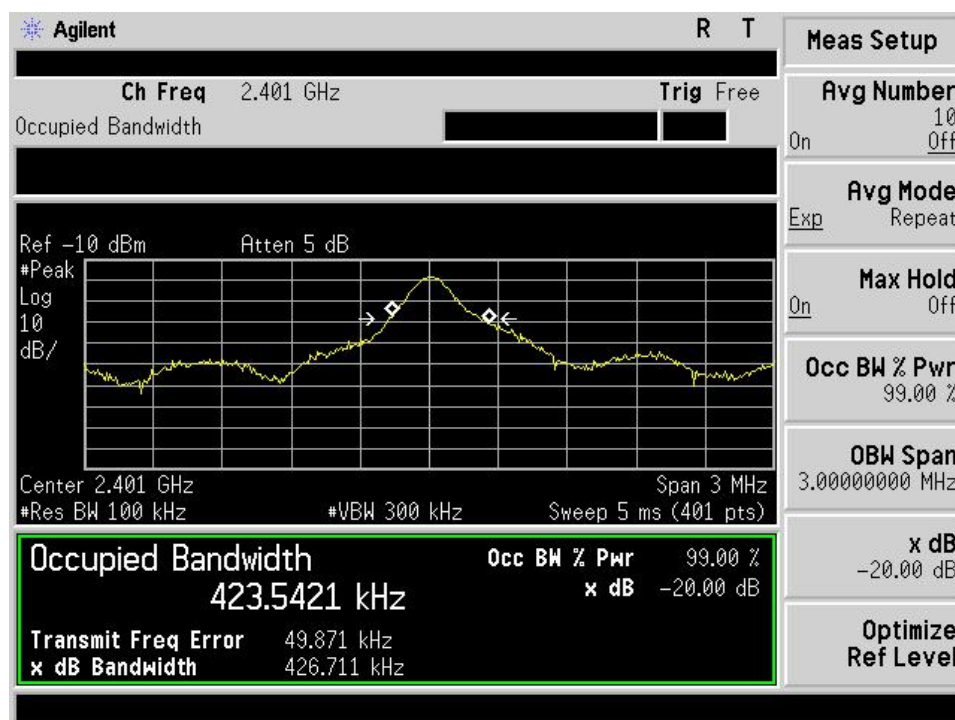 Agilent R T
Ch Freq 2.401 GHz Trig Free
Occupied Bandwidth
Ref -10 dBm Atten 5 dB
#Peak
Log
10
dB/
Center 2.401 GHz Span 3 MHz
#Res BW 100 kHz #VBW 300 kHz Sweep 5 ms (401 pts)
Occupied Bandwidth Occ BW % Pwr 99.00 %
423.5421 kHz x dB -20.00 dB
Transmit Freq Error 49.871 kHz
x dB Bandwidth 426.711 kHz
Meas Setup
Avg Number
10
On Off
Avg Mode
Exp Repeat
Max Hold
On Off
Occ BW % Pwr
99.00 %
OBW Span
3.00000000 MHz
x dB
-20.00 dB
Optimize
Ref Level